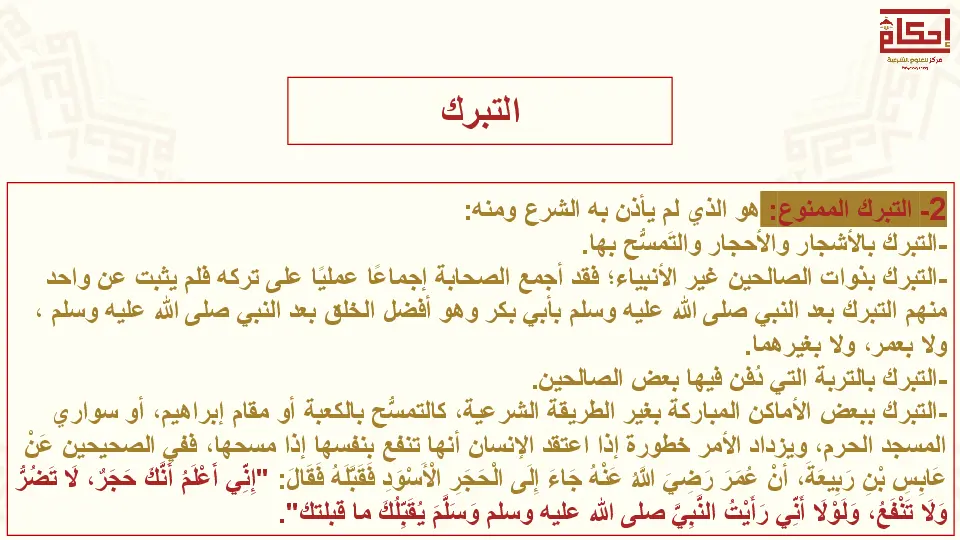 إحكام
مركز للعلوم الشرعية
التبرك
2- التبرك الممنوع: هو الذي لم يأذن به الشرع ومنه:
-التبرك بالأشجار والأحجار والتَمسُّح بها.
-التبرك بذوات الصالحين غير الأنبياء؛ فقد أجمع الصحابة إجماعًا عمليًا على تركه فلم يثبت عن واحد
منهم التبرك بعد النبي صلى الله عليه وسلم بأبي بكر وهو أفضل الخلق بعد النبي صلى الله عليه وسلم ،
ولا بعمر، ولا بغيرهما.
-التبرك بالتربة التي دُفن فيها بعض الصالحين.
-التبرك ببعض الأماكن المباركة بغير الطريقة الشرعية، كالتمسُّح بالكعبة أو مقام إبراهيم، أو سواري
المسجد الحرم، ويزداد الأمر خطورة إذا اعتقد الإنسان أنها تنفع بنفسها إذا مسحها، ففي الصحيحين عَنْ
عَابِسِ بْنِ رَبِيعَةَ، أنْ عُمَرَ رَضِيَ اللَّهُ عَنْهُ جَاءَ إِلَى الْحَجَرِ الْأَسْوَدِ فَقَبَّلَهُ فَقَالَ: "إِنِّي أَعْلَمُ أَنَّكَ حَجَرٌ، لَا تَضُرُّ
وَلَا تَنْفَعُ، وَلَوْلَا أَنِّي رَأَيْتُ النَّبِيَّ صلى الله عليه وسلم وَسَلَّمَ يُقَبِّلُكَ ما قبلتك".